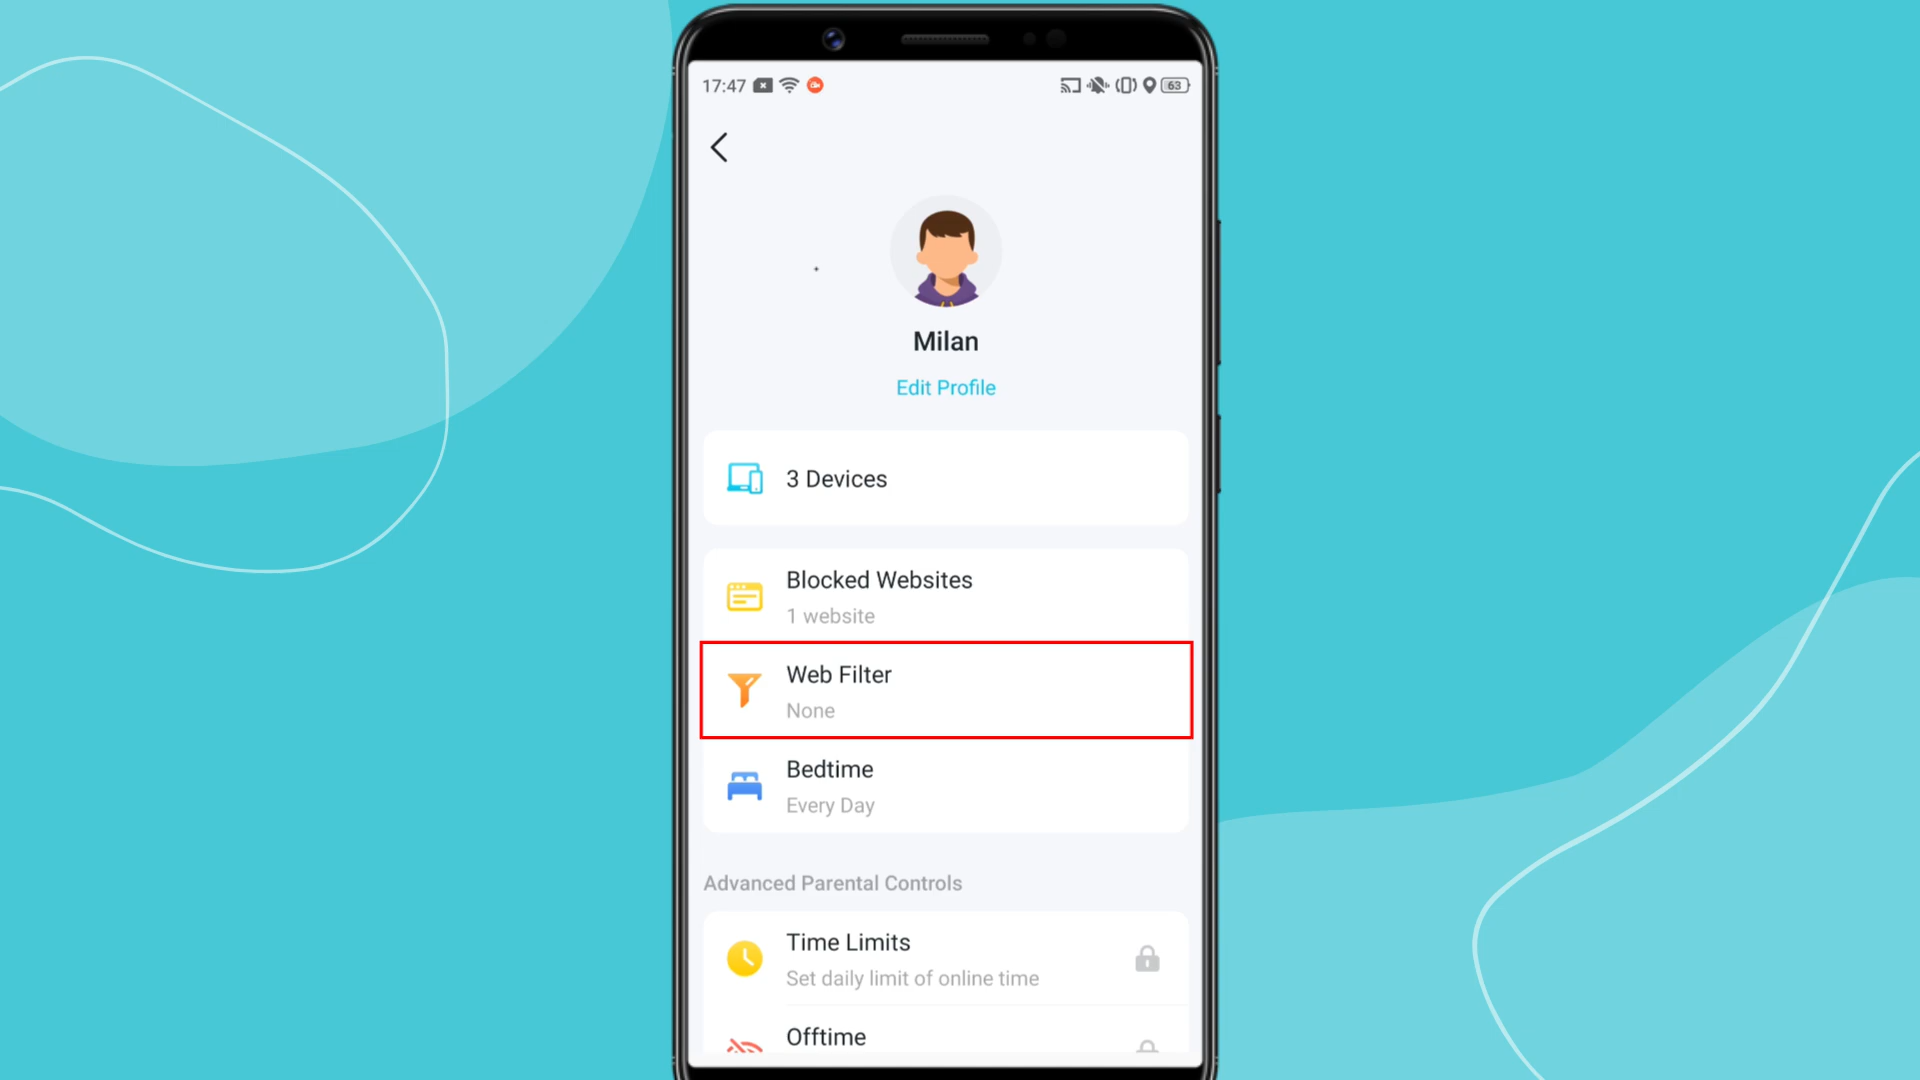 17:47
63
Milan
Edit Profile
3 Devices
Blocked Websites
1 website
Web Filter
None
Bedtime
Every Day
Advanced Parental Controls
Time Limits
Set daily limit of online time
Offtime